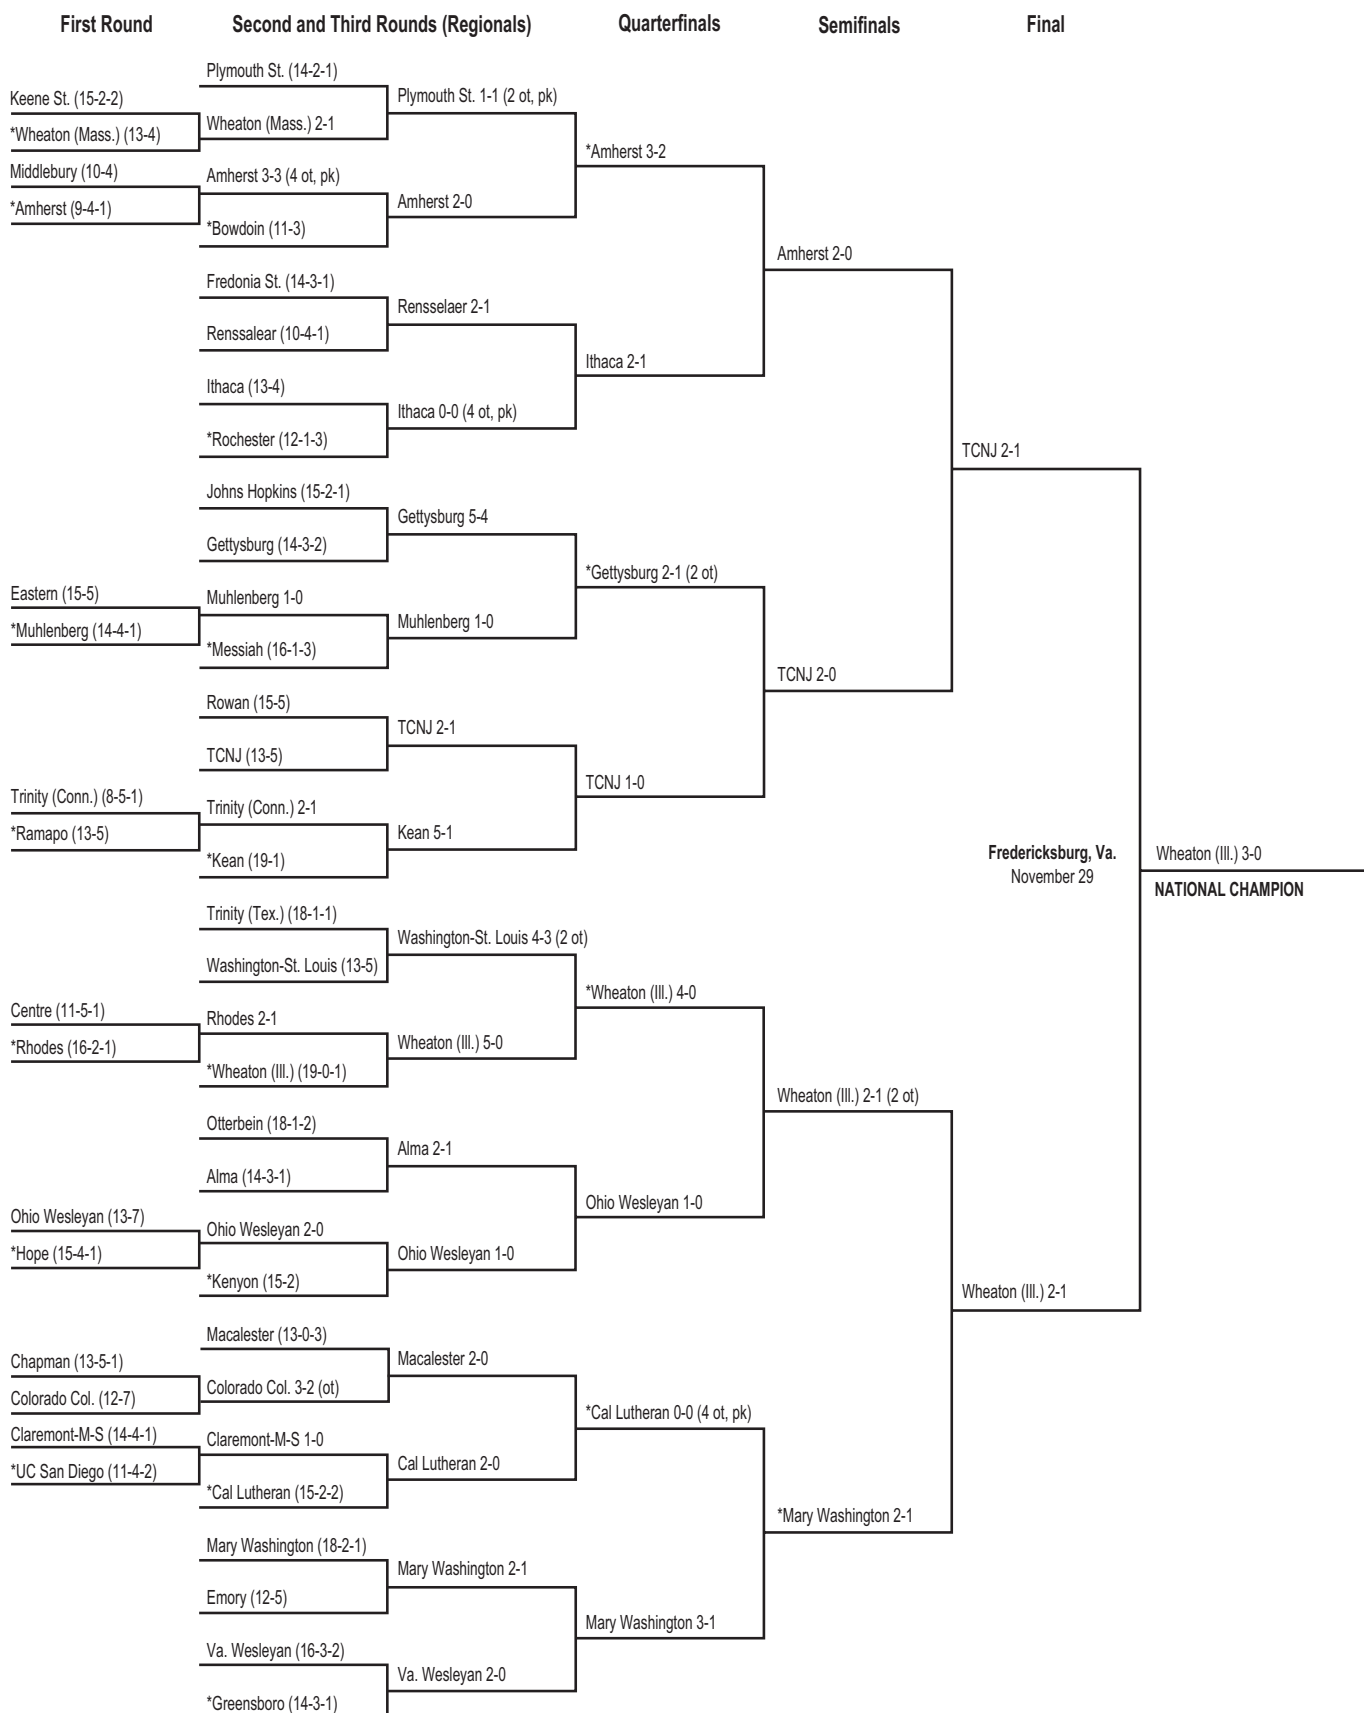 First Round
Second and Third Rounds (Regionals)
Quarterfinals
Semifinals
Final
Keene St. (15-2-2)
*Wheaton (Mass.) (13-4)
Middlebury (10-4)
*Amherst (9-4-1)
Eastern (15-5)
*Muhlenberg (14-4-1)
Trinity (Conn.) (8-5-1)
*Ramapo (13-5)
Centre (11-5-1)
*Rhodes (16-2-1)
Ohio Wesleyan (13-7)
*Hope (15-4-1)
Chapman (13-5-1)
Colorado Col. (12-7)
Claremont-M-S (14-4-1)
*UC San Diego (11-4-2)
Plymouth St. (14-2-1)
Wheaton (Mass.) 2-1
Amherst 3-3 (4 ot, pk)
*Bowdoin (11-3)
Fredonia St. (14-3-1)
Renssalear (10-4-1)
Ithaca (13-4)
*Rochester (12-1-3)
Johns Hopkins (15-2-1)
Gettysburg (14-3-2)
Muhlenberg 1-0
*Messiah (16-1-3)
Rowan (15-5)
TCNJ (13-5)
Trinity (Conn.) 2-1
*Kean (19-1)
Trinity (Tex.) (18-1-1)
Washington-St. Louis (13-5)
Rhodes 2-1
*Wheaton (Ill.) (19-0-1)
Otterbein (18-1-2)
Alma (14-3-1)
Ohio Wesleyan 2-0
*Kenyon (15-2)
Macalester (13-0-3)
Colorado Col. 3-2 (ot)
Claremont-M-S 1-0
*Cal Lutheran (15-2-2)
Mary Washington (18-2-1)
Emory (12-5)
Va. Wesleyan (16-3-2)
*Greensboro (14-3-1)
Plymouth St. 1-1 (2 ot, pk)
Amherst 2-0
Rensselaer 2-1
Ithaca 0-0 (4 ot, pk)
Gettysburg 5-4
Muhlenberg 1-0
TCNJ 2-1
Kean 5-1
Washington-St. Louis 4-3 (2 ot)
Wheaton (Ill.) 5-0
Alma 2-1
Ohio Wesleyan 1-0
Macalester 2-0
Cal Lutheran 2-0
Mary Washington 2-1
Va. Wesleyan 2-0
*Amherst 3-2
Ithaca 2-1
*Gettysburg 2-1 (2 ot)
TCNJ 1-0
*Wheaton (Ill.) 4-0
Ohio Wesleyan 1-0
*Cal Lutheran 0-0 (4 ot, pk)
Mary Washington 3-1
Amherst 2-0
TCNJ 2-0
Wheaton (Ill.) 2-1 (2 ot)
*Mary Washington 2-1
TCNJ 2-1
Wheaton (Ill.) 2-1
Fredericksburg, Va.
November 29
Wheaton (Ill.) 3-0
NATIONAL CHAMPION